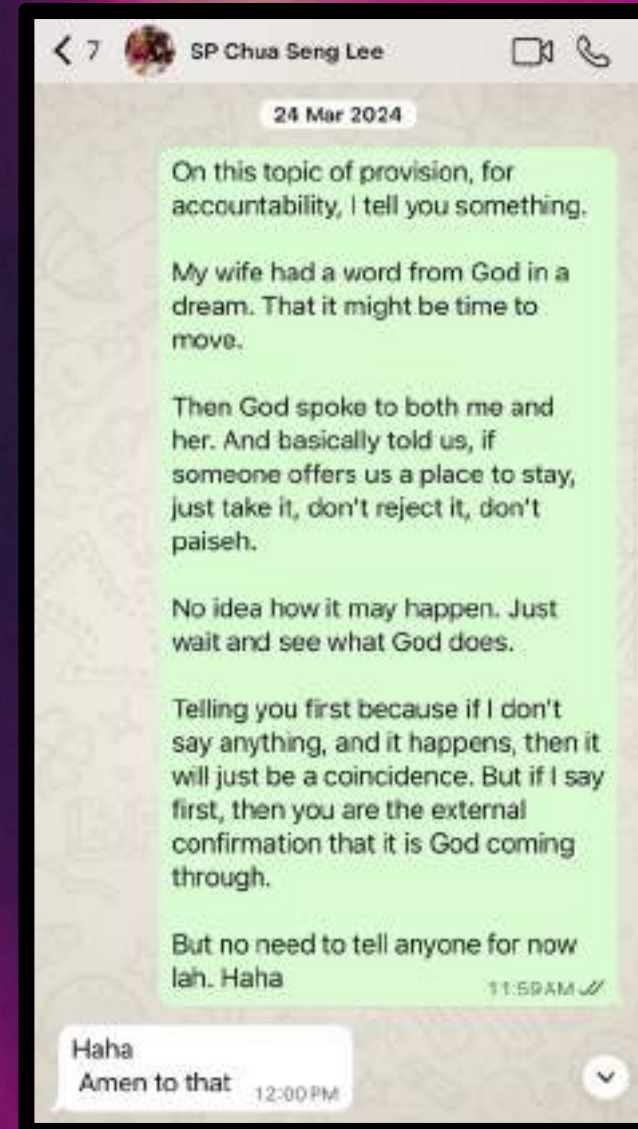 7 SP Chua Seng Lee
24 Mar 2024
On this topic of provision, for
accountability, I tell you something.
My wife had a word from God in a
dream. That it might be time to
move.
Then God spoke to both me and
her. And basically told us, if
someone offers us a place to stay,
just take it, don't reject it, don't
paiseh.
No idea how it may happen. Just
wait and see what God does.
Telling you first because if I don't
say anything, and it happens, then it
will just be a coincidence. But if I say
first, then you are the external
confirmation that it is God coming
through.
But no need to tell anyone for now
lah. Haha
11:59 AM
Haha
Amen to that 12:00 PM